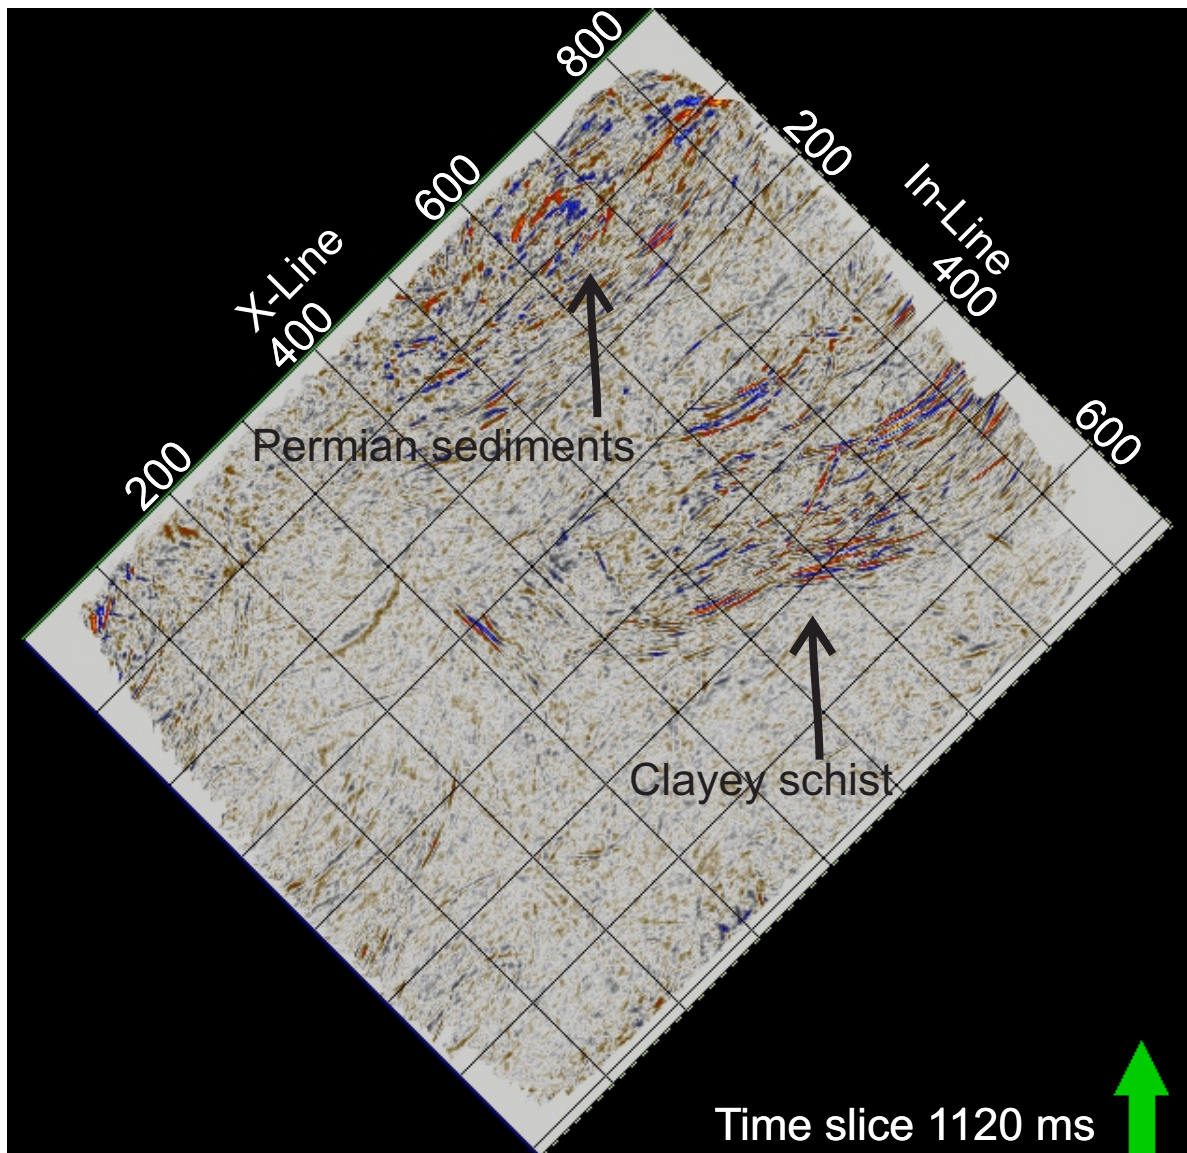 800
600
X-Line
400
200
200
In-Line
400
600
Permian sediments
Clayey schist
Time slice 1120 ms